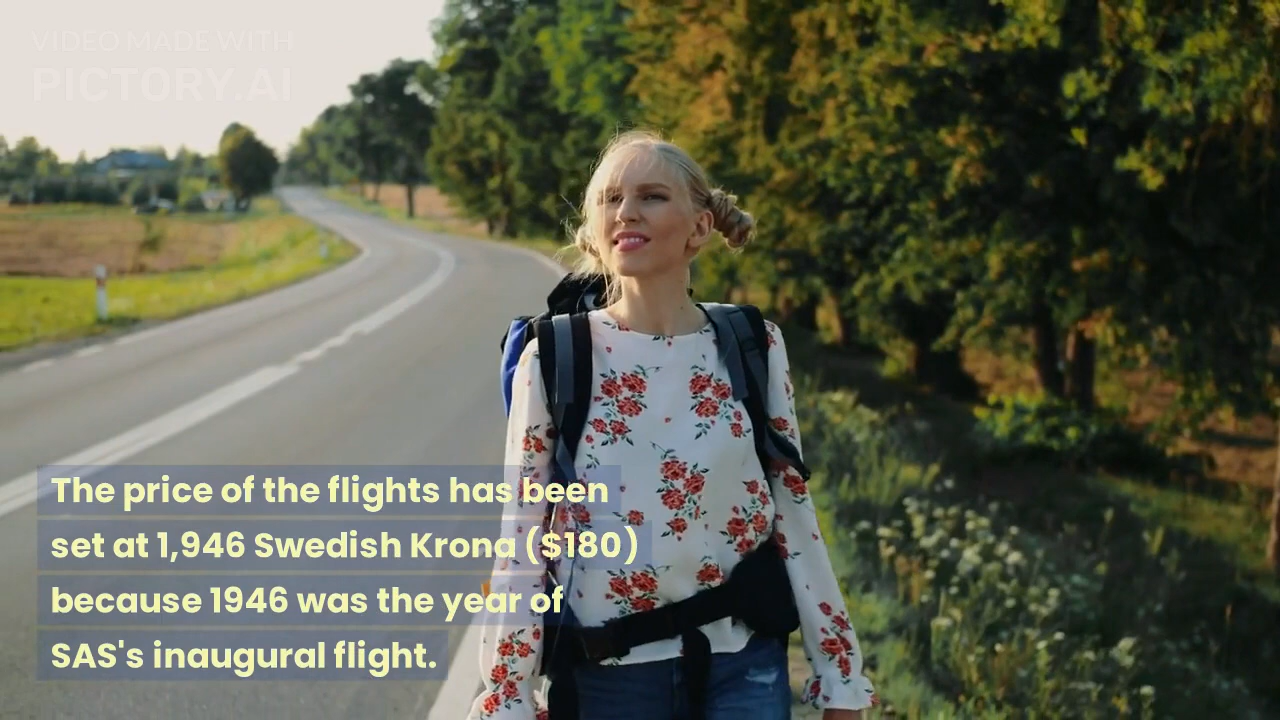 VIDEO MADE WITH
PICTORY.AI
The price of the flights has been
set at 1,946 Swedish Krona ($180)
because 1946 was the year of
SAS's inaugural flight.